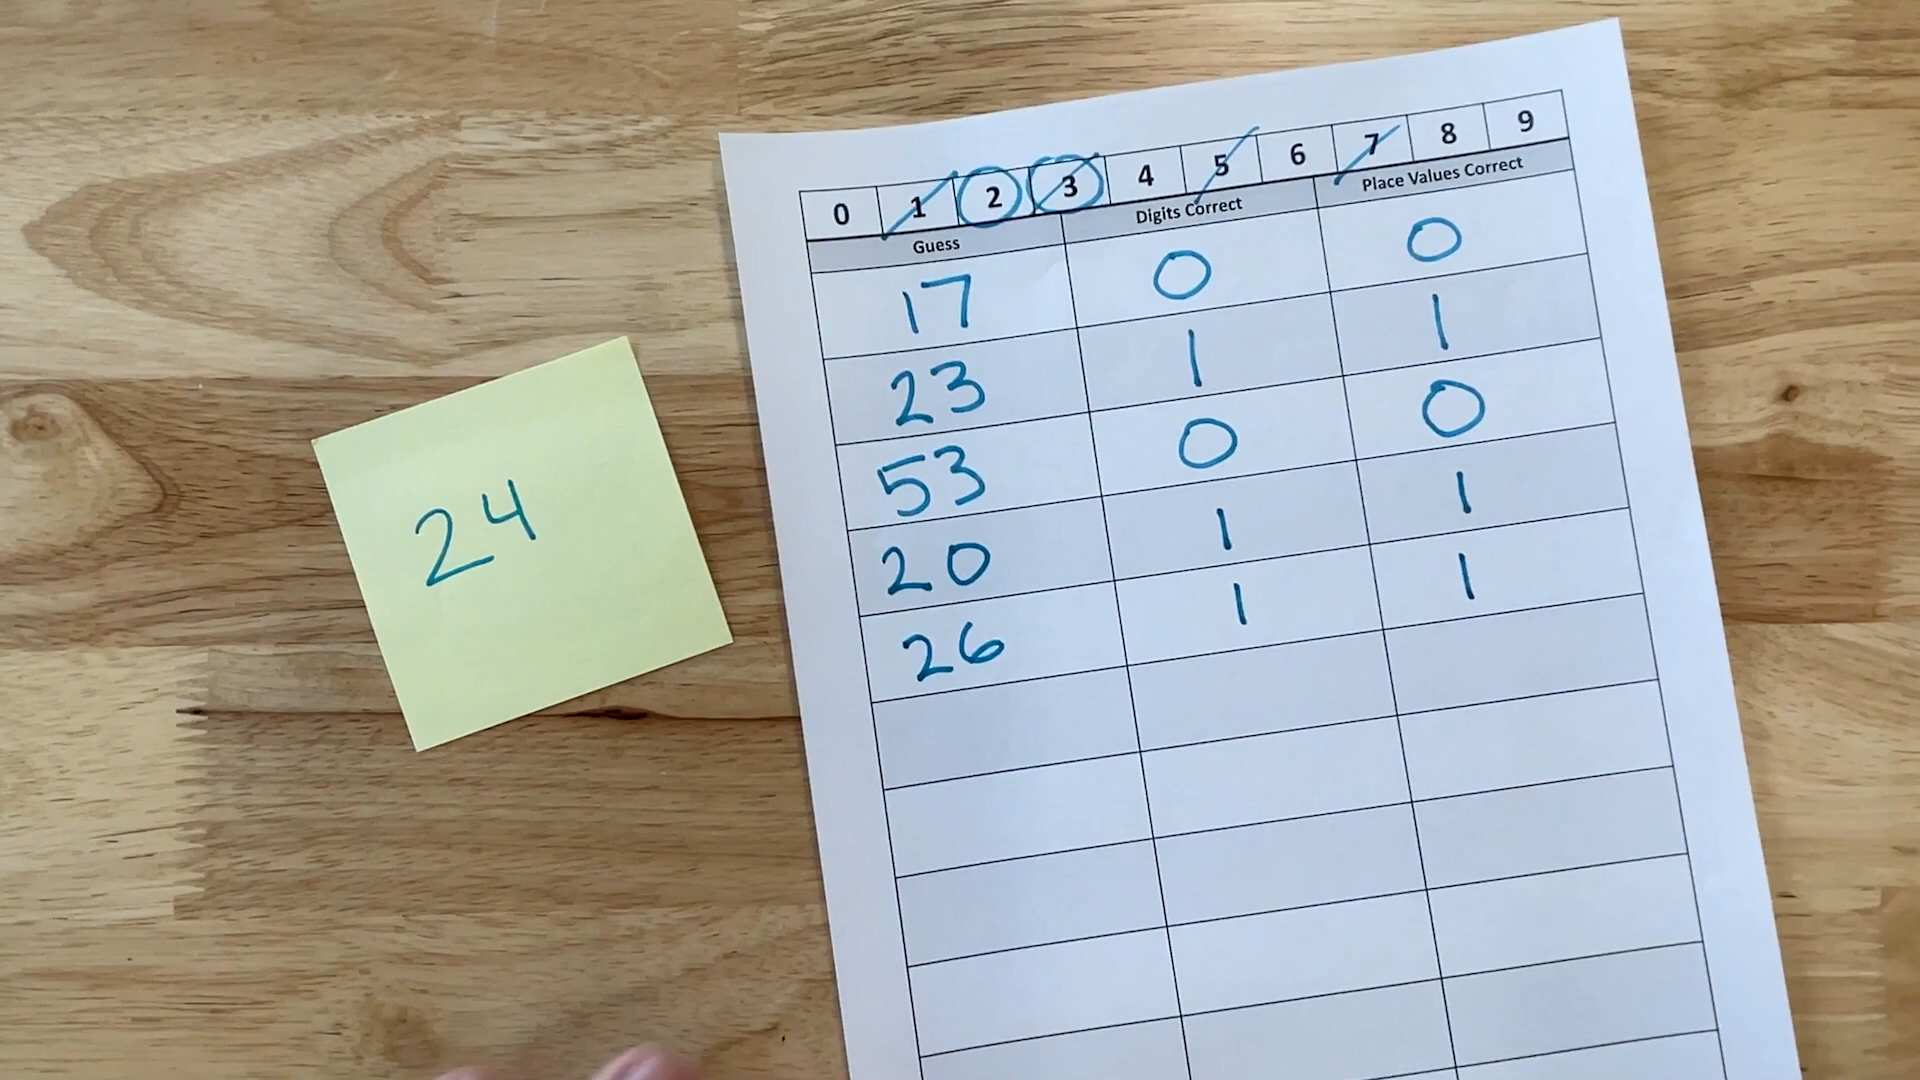 24
0 1 2 3 4 5 6 7 8 9
Guess Digits Correct Place Values Correct
17 0 0
23 1 1
53 0 0
20 1 1
26 1 1